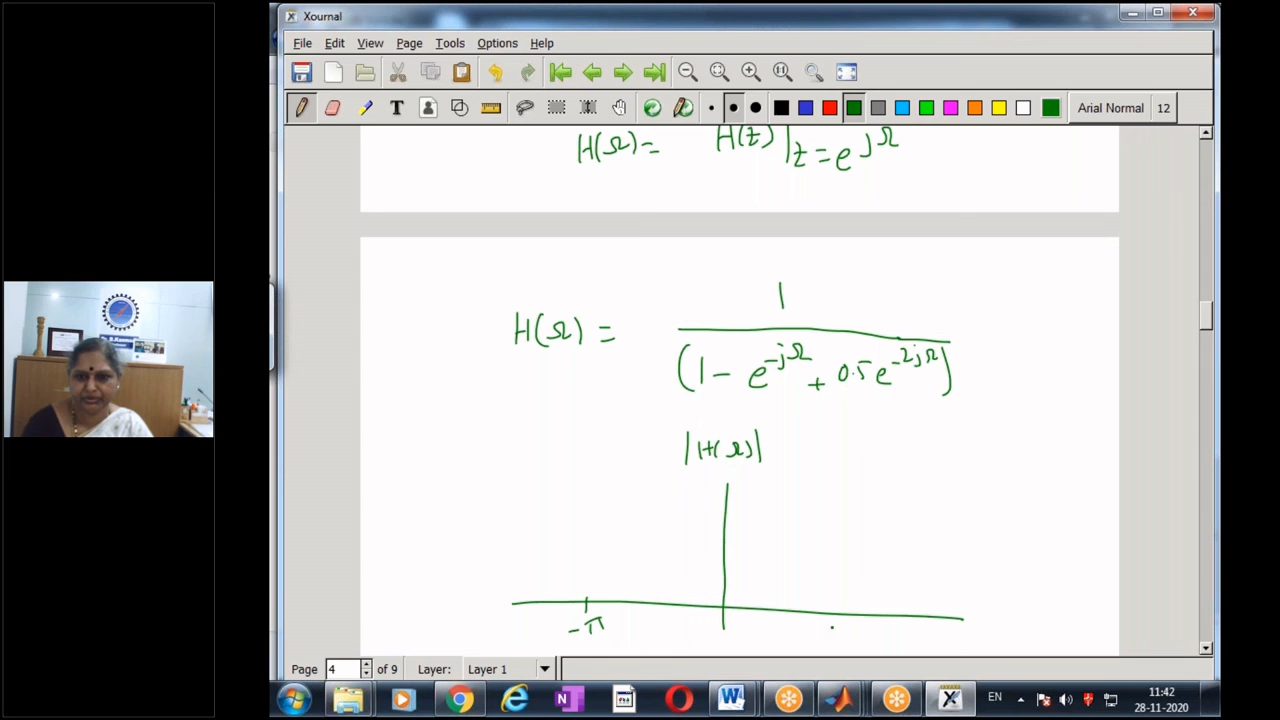 Xournal
File Edit View Page Tools Options Help
Arial Normal 12
H(Ω) = H(z)|z = e^jΩ
H(Ω) = 1
(1 - e^-jΩ + 0.5e^-2jΩ)
|H(Ω)|
-π
Page 4 of 9 Layer: Layer 1
EN 11:42
28-11-2020